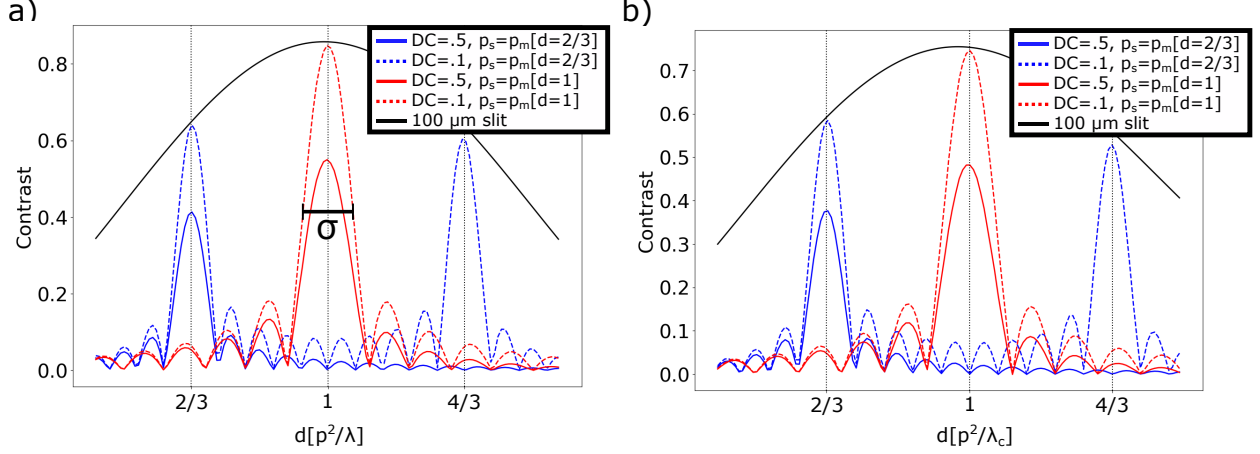 a)
DC=.5, pₛ=pₘ[d=2/3]
DC=.1, pₛ=pₘ[d=2/3]
DC=.5, pₛ=pₘ[d=1]
DC=.1, pₛ=pₘ[d=1]
100 μm slit
Contrast
0.8
0.6
0.4
0.2
0.0
σ
2/3
1
4/3
d[p²/λ]
b)
DC=.5, pₛ=pₘ[d=2/3]
DC=.1, pₛ=pₘ[d=2/3]
DC=.5, pₛ=pₘ[d=1]
DC=.1, pₛ=pₘ[d=1]
100 μm slit
Contrast
0.7
0.6
0.5
0.4
0.3
0.2
0.1
0.0
2/3
1
4/3
d[p²/λ_c]